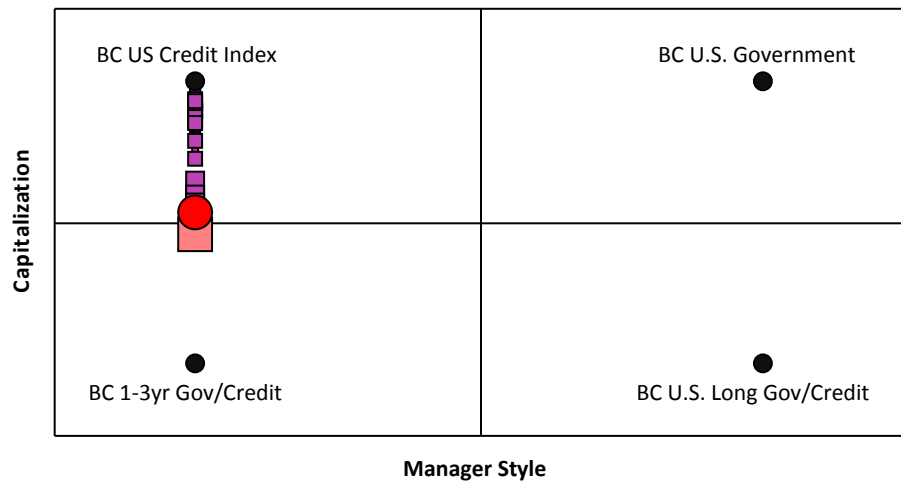 BC US Credit Index
BC U.S. Government
Capitalization
BC 1-3yr Gov/Credit
BC U.S. Long Gov/Credit
Manager Style